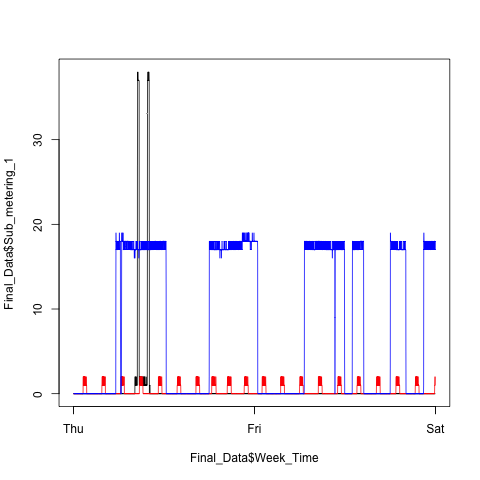 Final_Data$Sub_metering_1
30
20
10
0
Thu
Fri
Sat
Final_Data$Week_Time